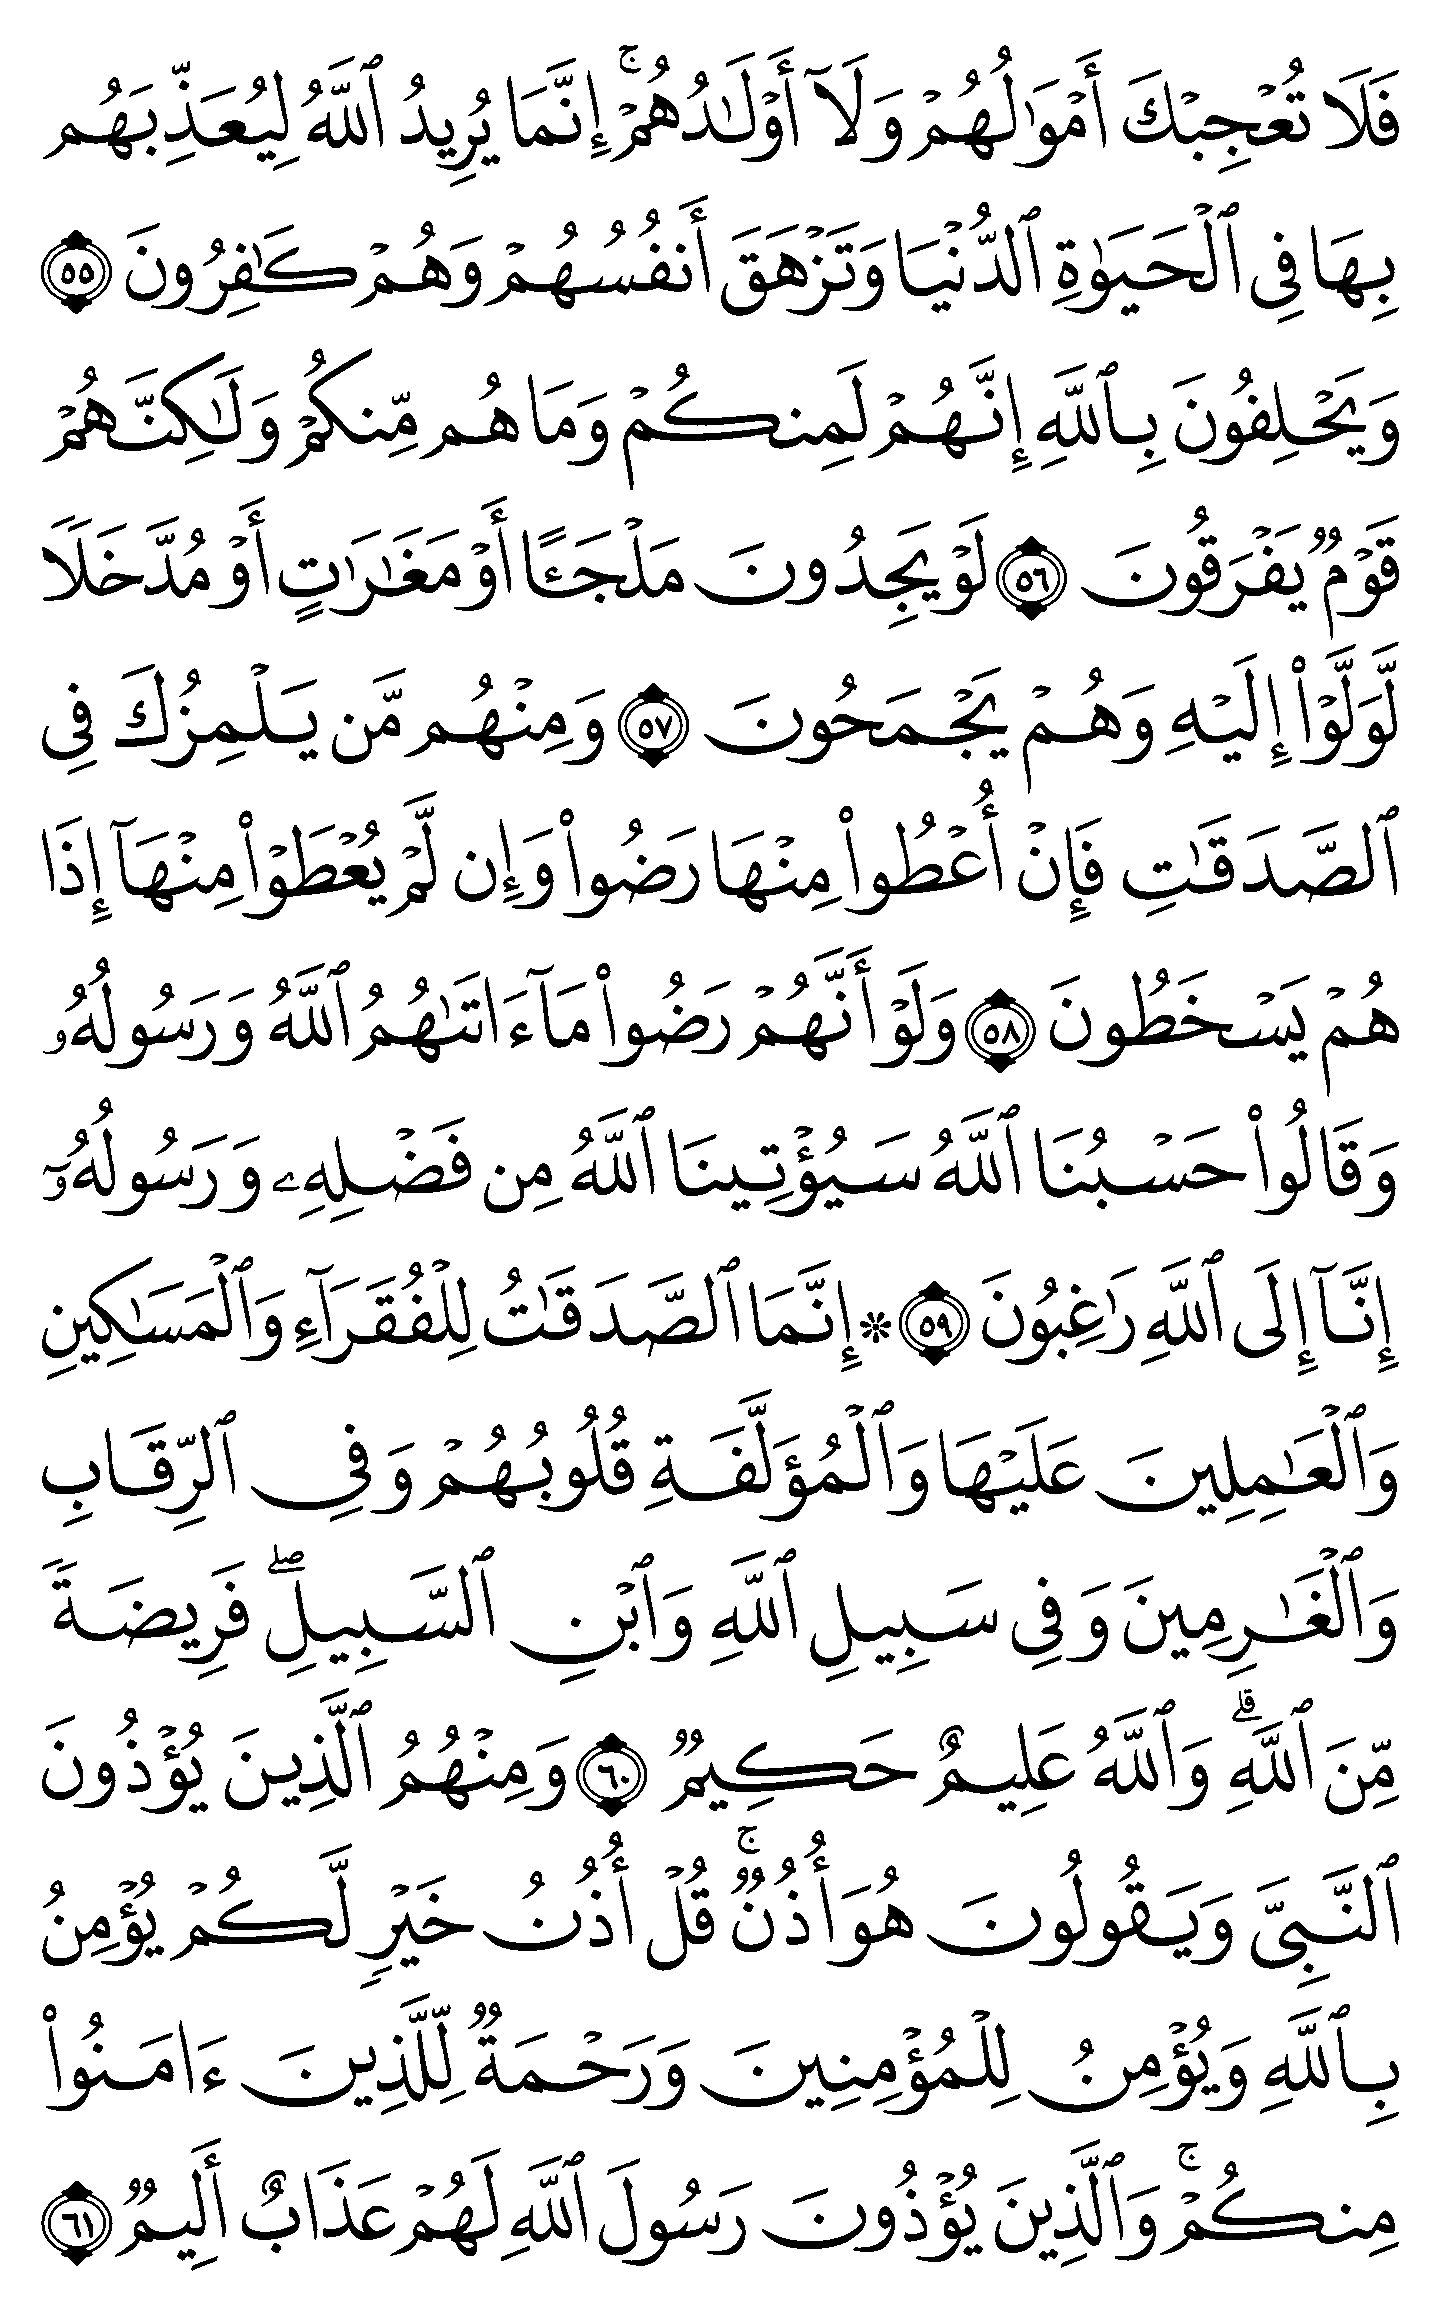 فَلَا تُعْجِبْكَ أَمْوَٰلُهُمْ وَلَآ أَوْلَـٰدُهُمْ ۚ إِنَّمَا يُرِيدُ ٱللَّهُ لِيُعَذِّبَهُم
بِهَا فِى ٱلْحَيَوٰةِ ٱلدُّنْيَا وَتَزْهَقَ أَنفُسُهُمْ وَهُمْ كَـٰفِرُونَ ٥٥
وَيَحْلِفُونَ بِٱللَّهِ إِنَّهُمْ لَمِنكُمْ وَمَا هُم مِّنكُمْ وَلَـٰكِنَّهُمْ
قَوْمٌ يَفْرَقُونَ ٥٦ لَوْ يَجِدُونَ مَلْجَـًٔا أَوْ مَغَـٰرَٰتٍ أَوْ مُدَّخَلًا
لَّوَلَّوْا۟ إِلَيْهِ وَهُمْ يَجْمَحُونَ ٥٧ وَمِنْهُم مَّن يَلْمِزُكَ فِى
ٱلصَّدَقَـٰتِ فَإِنْ أُعْطُوا۟ مِنْهَا رَضُوا۟ وَإِن لَّمْ يُعْطَوْا۟ مِنْهَآ إِذَا
هُمْ يَسْخَطُونَ ٥٨ وَلَوْ أَنَّهُمْ رَضُوا۟ مَآ ءَاتَىٰهُمُ ٱللَّهُ وَرَسُولُهُۥ
وَقَالُوا۟ حَسْبُنَا ٱللَّهُ سَيُؤْتِينَا ٱللَّهُ مِن فَضْلِهِۦ وَرَسُولُهُۥٓ
إِنَّآ إِلَى ٱللَّهِ رَٰغِبُونَ ٥٩ ۞ إِنَّمَا ٱلصَّدَقَـٰتُ لِلْفُقَرَآءِ وَٱلْمَسَـٰكِينِ
وَٱلْعَـٰمِلِينَ عَلَيْهَا وَٱلْمُؤَلَّفَةِ قُلُوبُهُمْ وَفِى ٱلرِّقَابِ
وَٱلْغَـٰرِمِينَ وَفِى سَبِيلِ ٱللَّهِ وَٱبْنِ ٱلسَّبِيلِ ۖ فَرِيضَةً
مِّنَ ٱللَّهِ ۗ وَٱللَّهُ عَلِيمٌ حَكِيمٌ ٦٠ وَمِنْهُمُ ٱلَّذِينَ يُؤْذُونَ
ٱلنَّبِىَّ وَيَقُولُونَ هُوَ أُذُنٌ ۚ قُلْ أُذُنُ خَيْرٍ لَّكُمْ يُؤْمِنُ
بِٱللَّهِ وَيُؤْمِنُ لِلْمُؤْمِنِينَ وَرَحْمَةٌ لِّلَّذِينَ ءَامَنُوا۟
مِنكُمْ ۚ وَٱلَّذِينَ يُؤْذُونَ رَسُولَ ٱللَّهِ لَهُمْ عَذَابٌ أَلِيمٌ ٦١